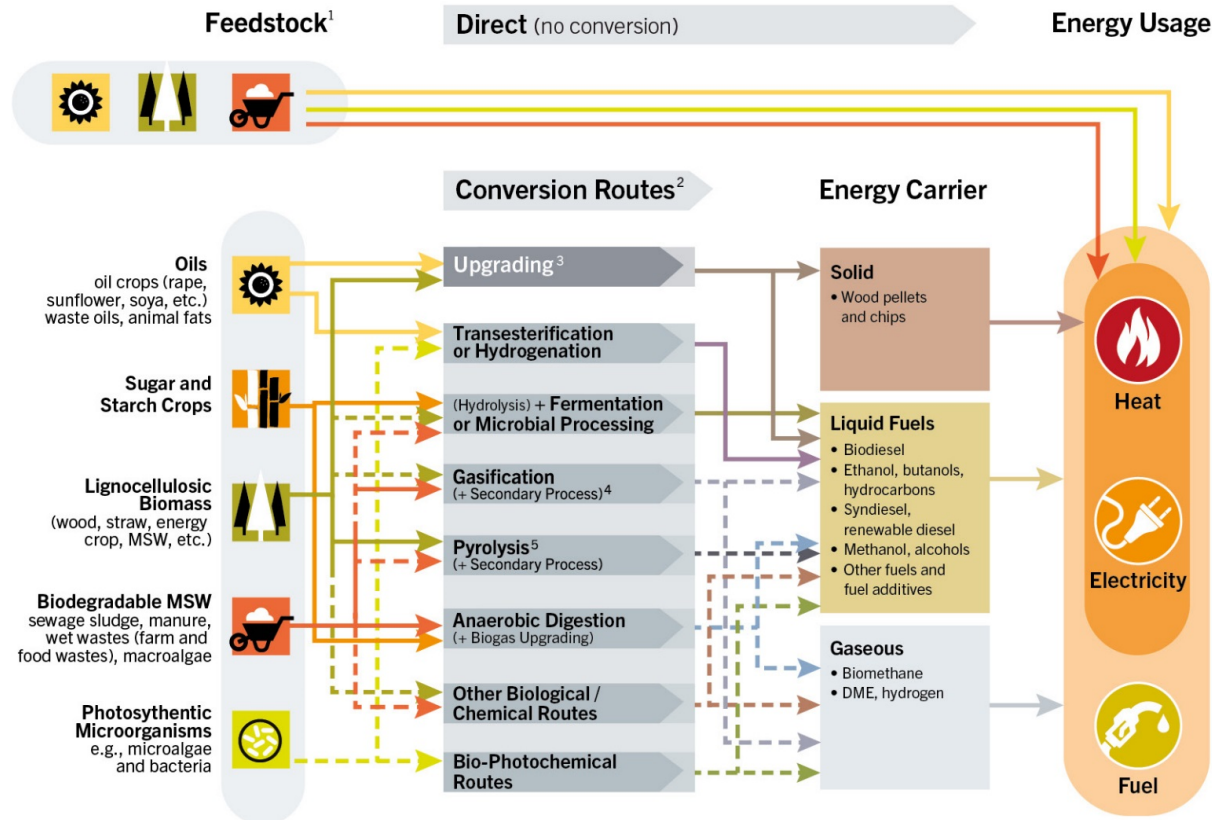 Feedstock1
Direct (no conversion)
Energy Usage
Conversion Routes2
Energy Carrier
Oils
oil crops (rape,
sunflower, soya, etc.)
waste oils, animal fats
Sugar and
Starch Crops
Lignocellulosic
Biomass
(wood, straw, energy
crop, MSW, etc.)
Biodegradable MSW
sewage sludge, manure,
wet wastes (farm and
food wastes), macroalgae
Photosythentic
Microorganisms
e.g., microalgae
and bacteria
Upgrading3
Transesterification
or Hydrogenation
(Hydrolysis) + Fermentation
or Microbial Processing
Gasification
(+ Secondary Process)4
Pyrolysis5
(+ Secondary Process)
Anaerobic Digestion
(+ Biogas Upgrading)
Other Biological /
Chemical Routes
Bio-Photochemical
Routes
Solid
• Wood pellets
and chips
Liquid Fuels
• Biodiesel
• Ethanol, butanols,
hydrocarbons
• Syndiesel,
renewable diesel
• Methanol, alcohols
• Other fuels and
fuel additives
Gaseous
• Biomethane
• DME, hydrogen
Heat
Electricity
Fuel